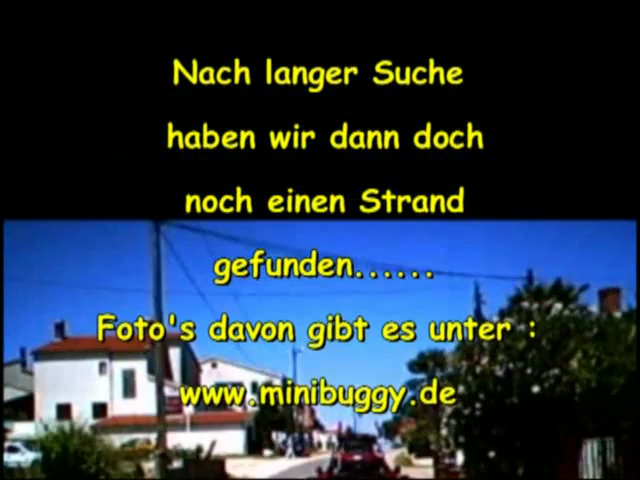 Nach langer Suche
haben wir dann doch
noch einen Strand
gefunden......
Foto's davon gibt es unter :
www.minibuggy.de